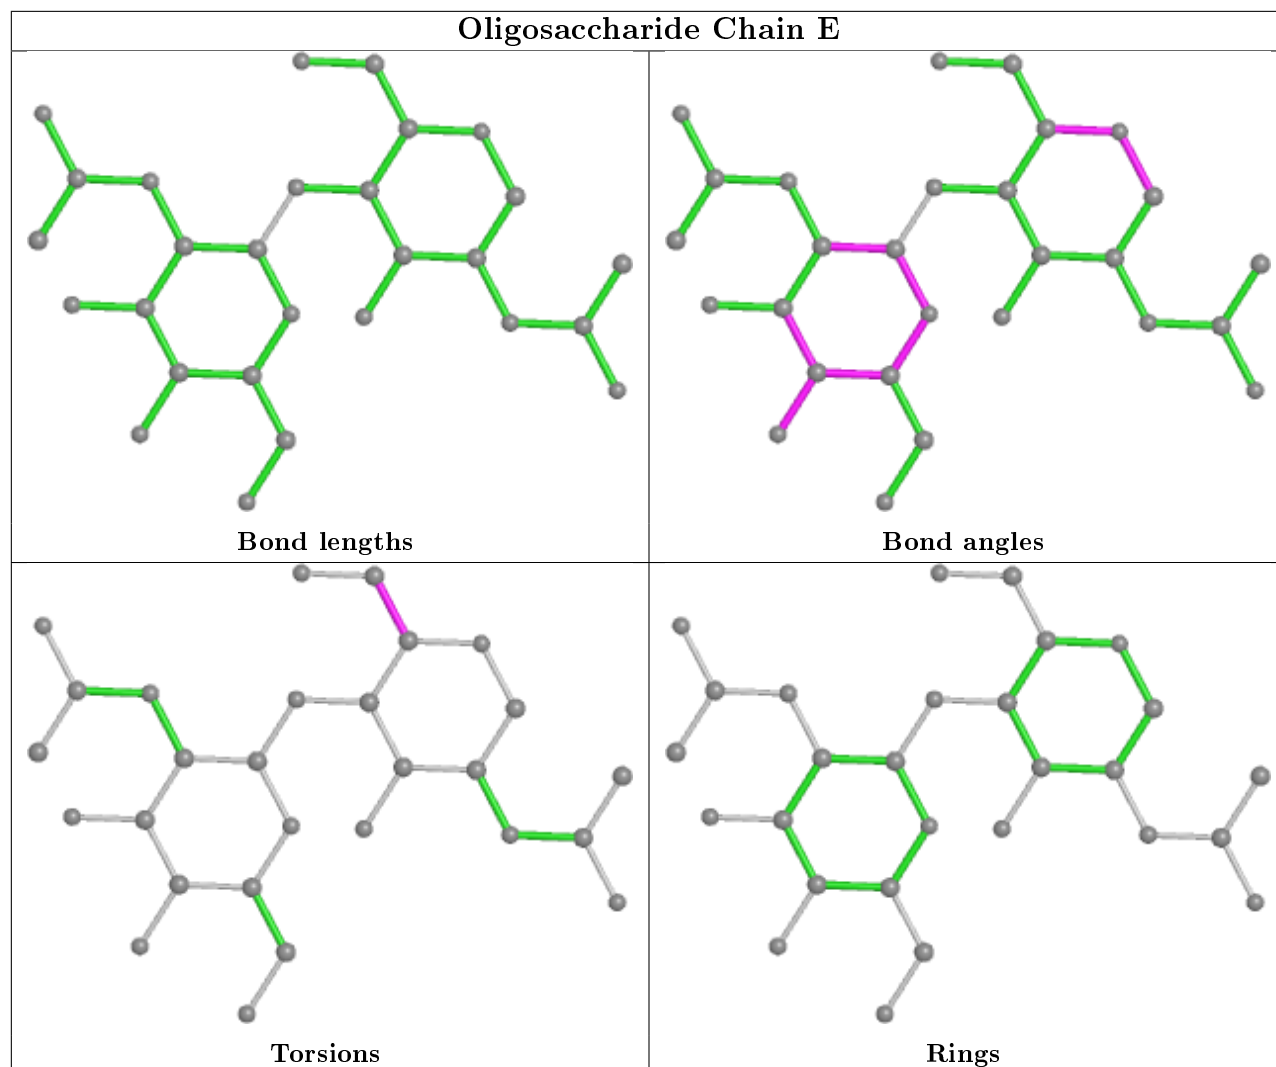 Oligosaccharide Chain E
Bond lengths
Bond angles
Torsions
Rings